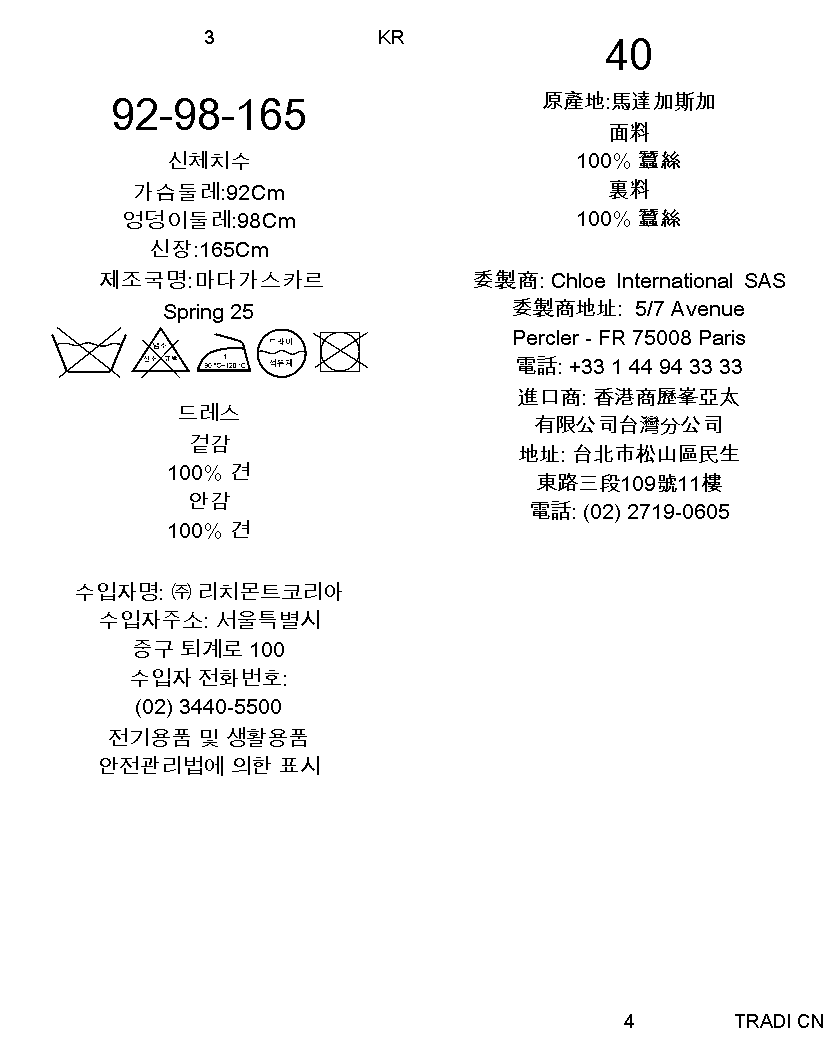 3
KR
92-98-165
신체치수
가슴둘레:92Cm
엉덩이둘레:98Cm
신장:165Cm
제조국명:마다가스카르
Spring 25
염소
산소 표백
1
80 °C~120 °C
드라이
석유계
드레스
겉감
100% 견
안감
100% 견
수입자명: ㈜ 리치몬트코리아
수입자주소: 서울특별시
중구 퇴계로 100
수입자 전화번호:
(02) 3440-5500
전기용품 및 생활용품
안전관리법에 의한 표시
40
原產地:馬達加斯加
面料
100% 蠶絲
裏料
100% 蠶絲
委製商: Chloe International SAS
委製商地址: 5/7 Avenue
Percler - FR 75008 Paris
電話: +33 1 44 94 33 33
進口商: 香港商歷峯亞太
有限公司台灣分公司
地址: 台北市松山區民生
東路三段109號11樓
電話: (02) 2719-0605
4
TRADI CN